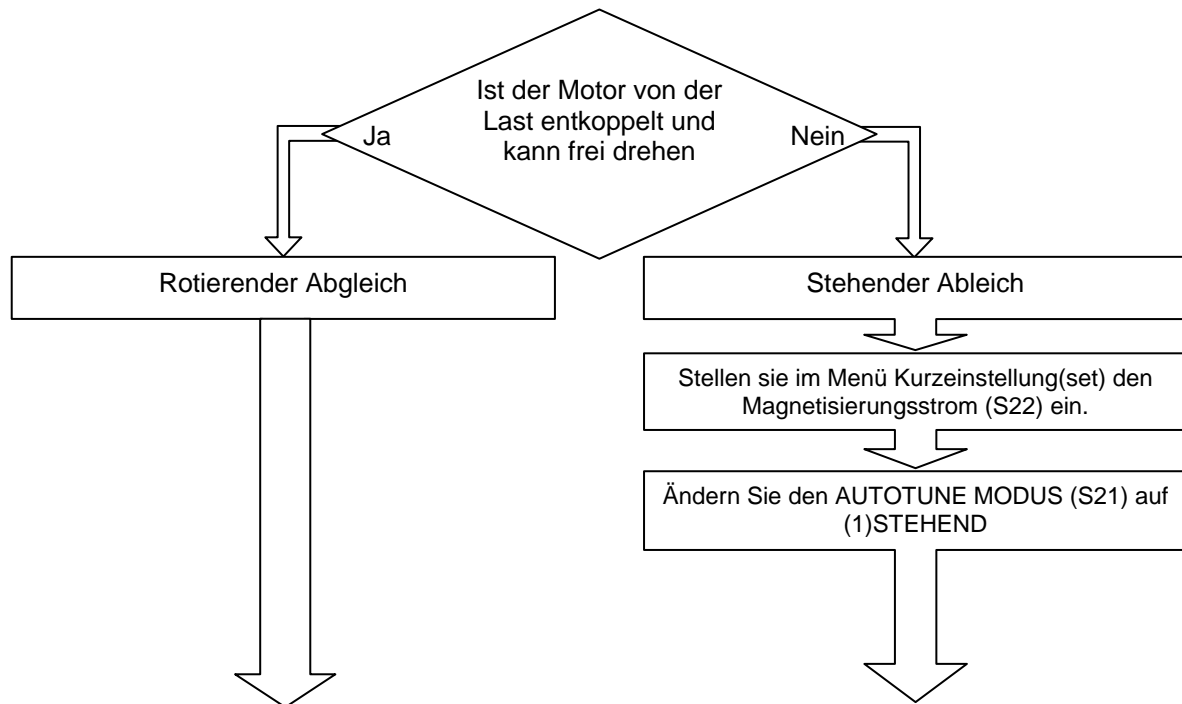 Ist der Motor von der
Last entkoppelt und
kann frei drehen
Ja
Nein
Rotierender Abgleich
Stehender Ableich
Stellen sie im Menü Kurzeinstellung(set) den
Magnetisierungsstrom (S22) ein.
Ändern Sie den AUTOTUNE MODUS (S21) auf
(1)STEHEND